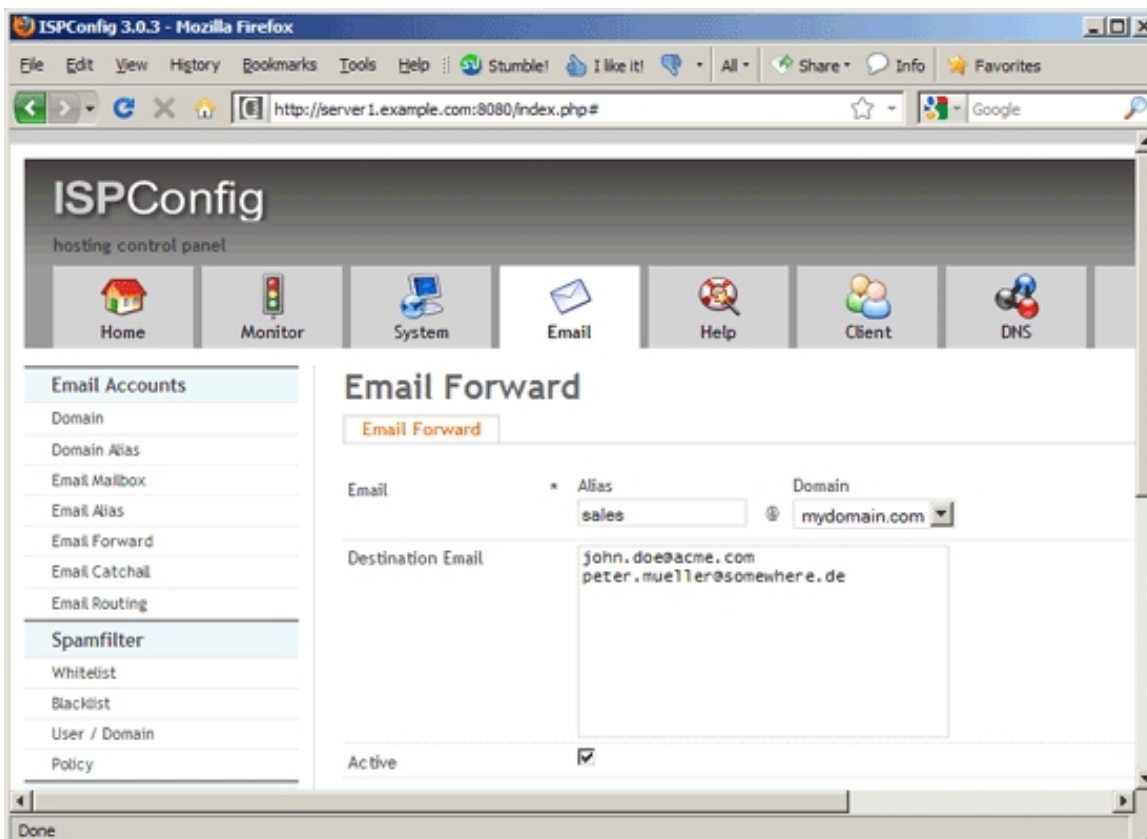 ISPConfig 3.0.3 - Mozilla Firefox
File Edit View History Bookmarks Tools Help Stumble! I like it! All Share Info Favorites
http://server1.example.com:8080/index.php# Google
ISPConfig
hosting control panel
Home Monitor System Email Help Client DNS
Email Accounts
Domain
Domain Alias
Email Mailbox
Email Alias
Email Forward
Email Catchall
Email Routing
Spamfilter
Whitelist
Blacklist
User / Domain
Policy
Email Forward
Email Forward
Email * Alias Domain
sales @ mydomain.com
Destination Email
john.doe@acme.com
peter.mueller@somewhere.de
Active
Done